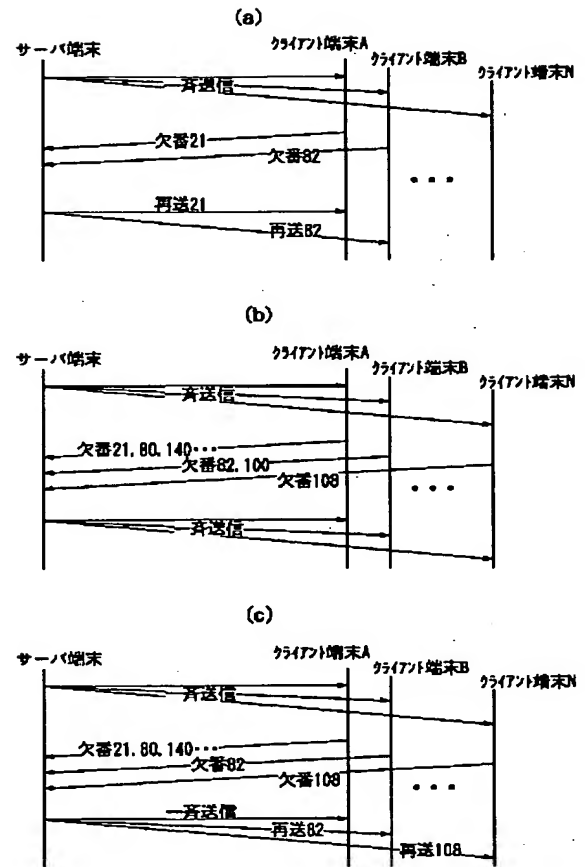 (a)
サーバ端末
クライアント端末A
クライアント端末B
クライアント端末N
一斉送信
欠番21
欠番82
再送21
再送82
(b)
サーバ端末
クライアント端末A
クライアント端末B
クライアント端末N
一斉送信
欠番21.80.140・・・
欠番82.100
欠番108
一斉送信
(c)
サーバ端末
クライアント端末A
クライアント端末B
クライアント端末N
一斉送信
欠番21.80.140・・・
欠番82
欠番108
一斉送信
再送82
再送108